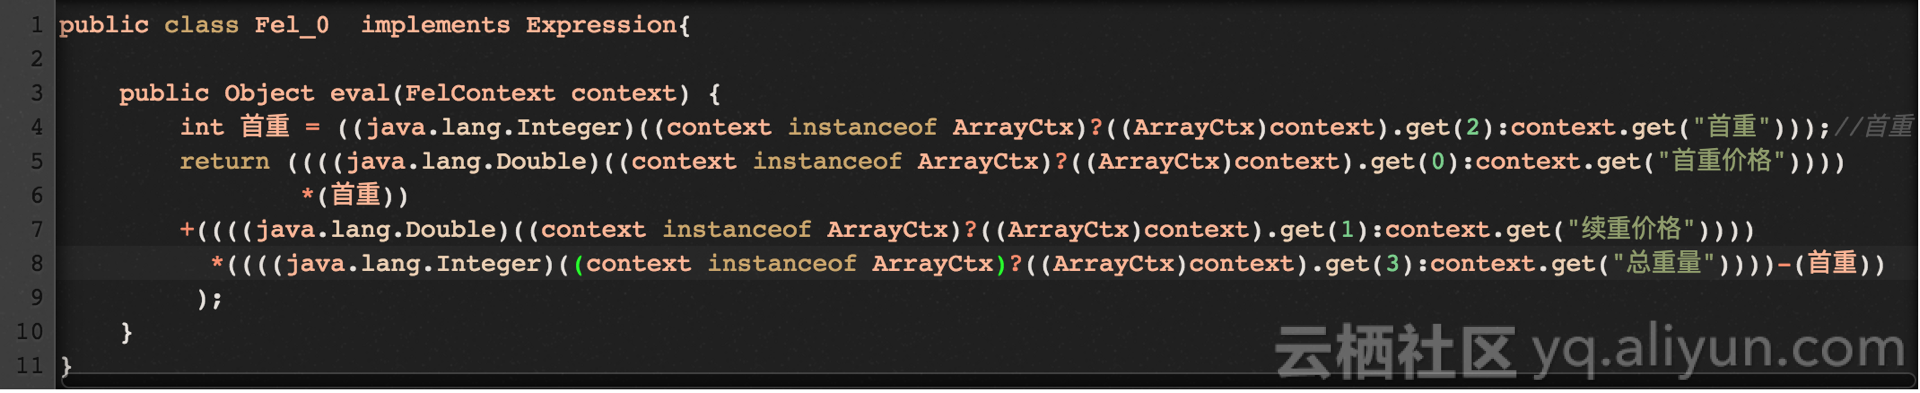 1 public class Fel_0  implements Expression{
2
3     public Object eval(FelContext context) {
4         int 首重 = ((java.lang.Integer)((context instanceof ArrayCtx)?((ArrayCtx)context).get(2):context.get("首重")));//首重
5         return ((((java.lang.Double)((context instanceof ArrayCtx)?((ArrayCtx)context).get(0):context.get("首重价格"))))
6                 *(首重))
7         +((((java.lang.Double)((context instanceof ArrayCtx)?((ArrayCtx)context).get(1):context.get("续重价格"))))
8           *((((java.lang.Integer)((context instanceof ArrayCtx)?((ArrayCtx)context).get(3):context.get("总重量"))))-(首重))
9          );
10     }
11 }
云栖社区 yq.aliyun.com